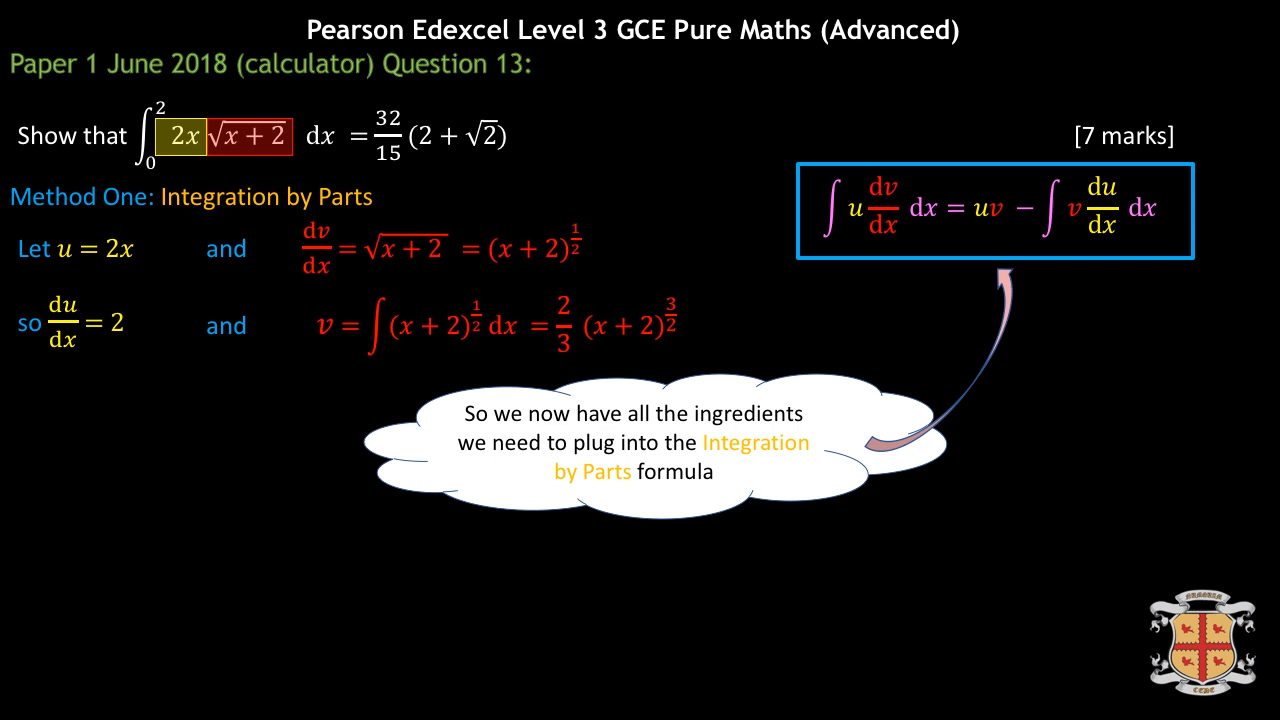 Pearson Edexcel Level 3 GCE Pure Maths (Advanced)
Paper 1 June 2018 (calculator) Question 13:
Show that ∫₀² 2x√(x + 2) dx = 32/15 (2 + √2) [7 marks]
Method One: Integration by Parts
∫ u dv/dx dx = uv − ∫ v du/dx dx
Let u = 2x and dv/dx = √(x + 2) = (x + 2)^(1/2)
so du/dx = 2 and v = ∫ (x + 2)^(1/2) dx = 2/3 (x + 2)^(3/2)
So we now have all the ingredients
we need to plug into the Integration
by Parts formula
CEDE